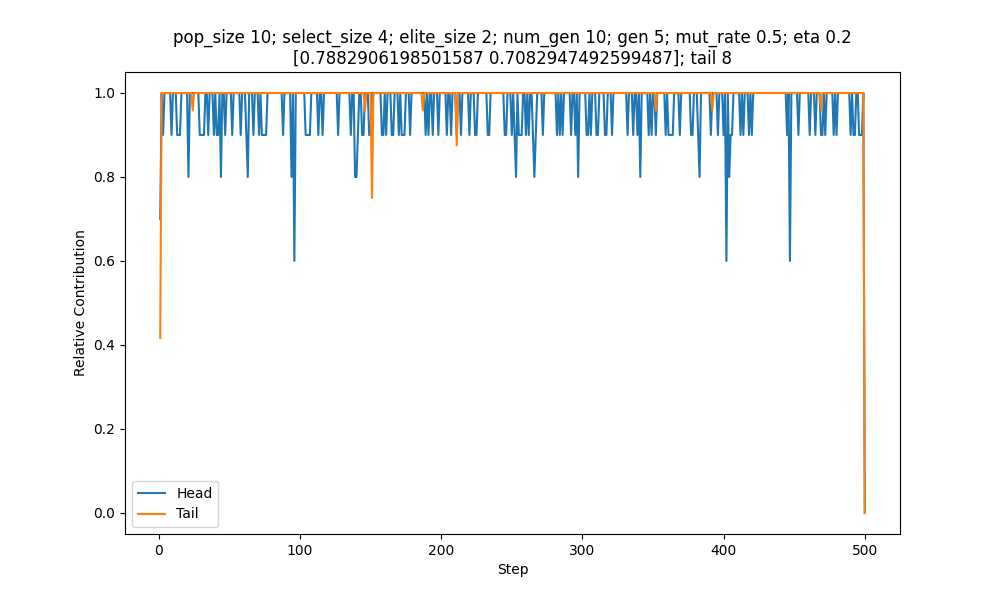 pop_size 10; select_size 4; elite_size 2; num_gen 10; gen 5; mut_rate 0.5; eta 0.2
[0.7882906198501587 0.7082947492599487]; tail 8
1.0
0.8
0.6
0.4
0.2
0.0
Relative Contribution
Head
Tail
0
100
200
300
400
500
Step